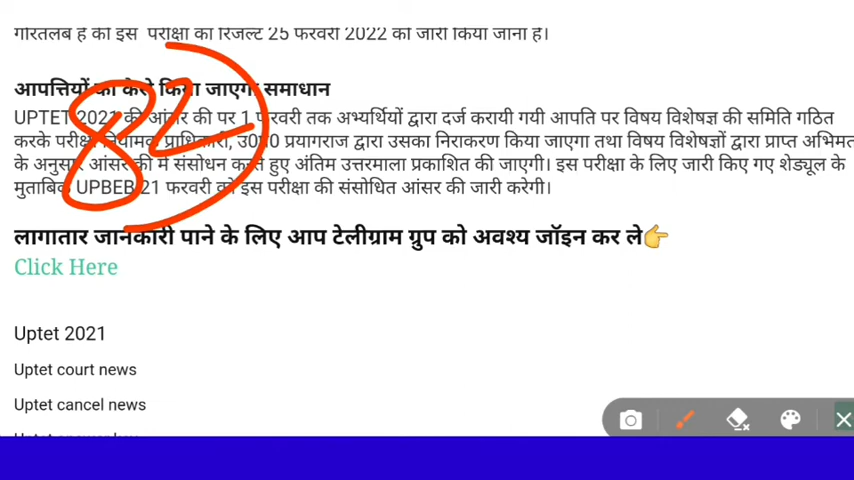 गौरतलब है की इस परीक्षा का रिजल्ट 25 फरवरी 2022 को जारी किया जाना है।
आपत्तियों का कैसे किया जाएगा समाधान
UPTET 2021 की आंसर की पर 1 फरवरी तक अभ्यर्थियों द्वारा दर्ज करायी गयी आपति पर विषय विशेषज्ञ की समिति गठित
करके परीक्षा नियामक प्राधिकारी, उ0प्र0 प्रयागराज द्वारा उसका निराकरण किया जाएगा तथा विषय विशेषज्ञों द्वारा प्राप्त अभिमत
के अनुसार आंसर की में संसोधन करते हुए अंतिम उत्तरमाला प्रकाशित की जाएगी। इस परीक्षा के लिए जारी किए गए शेड्यूल के
मुताबिक UPBEB 21 फरवरी को इस परीक्षा की संसोधित आंसर की जारी करेगी।
82
लागातार जानकारी पाने के लिए आप टेलीग्राम ग्रुप को अवश्य जॉइन कर ले👉
Click Here
Uptet 2021
Uptet court news
Uptet cancel news